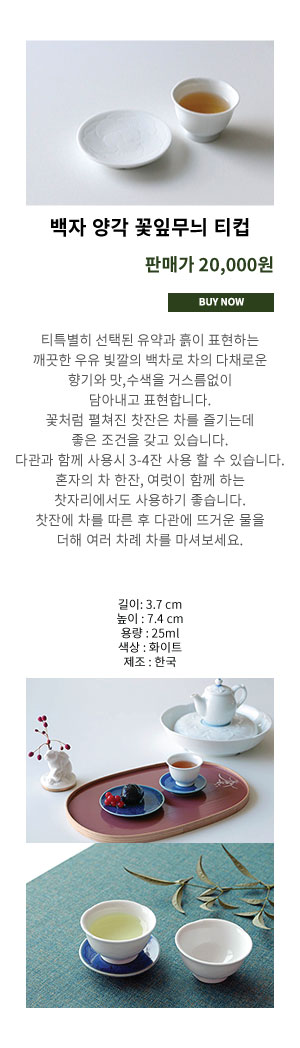 백자 양각 꽃잎무늬 티컵
판매가 20,000원
BUY NOW
티특별히 선택된 유약과 흙이 표현하는
깨끗한 우유 빛깔의 백차로 차의 다채로운
향기와 맛,수색을 거스름없이
담아내고 표현합니다.
꽃처럼 펼쳐진 찻잔은 차를 즐기는데
좋은 조건을 갖고 있습니다.
다관과 함께 사용시 3-4잔 사용 할 수 있습니다.
혼자의 차 한잔, 여럿이 함께 하는
찻자리에서도 사용하기 좋습니다.
찻잔에 차를 따른 후 다관에 뜨거운 물을
더해 여러 차례 차를 마셔보세요.
길이: 3.7 cm
높이 : 7.4 cm
용량 : 25ml
색상 : 화이트
제조 : 한국